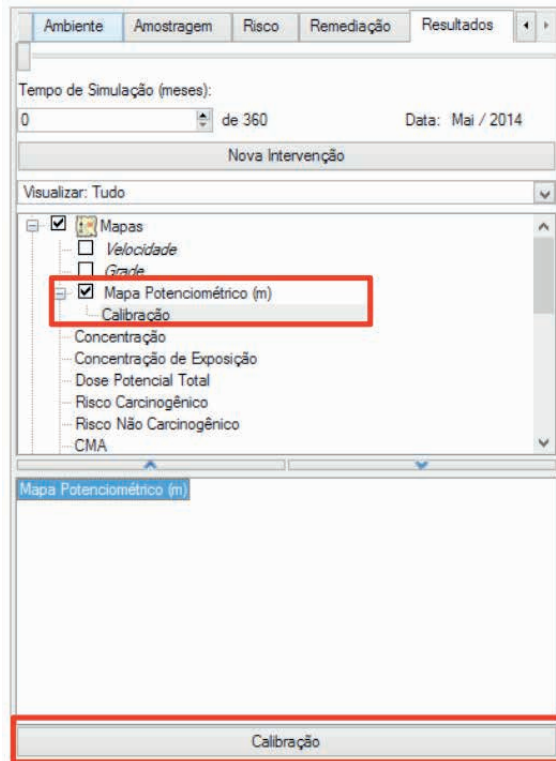 Ambiente Amostragem Risco Remediação Resultados
Tempo de Simulação (meses):
0 de 360 Data: Mai / 2014
Nova Intervenção
Visualizar: Tudo
Mapas
Velocidade
Grade
Mapa Potenciométrico (m)
Calibração
Concentração
Concentração de Exposição
Dose Potencial Total
Risco Carcinogênico
Risco Não Carcinogênico
CMA
Mapa Potenciométrico (m)
Calibração